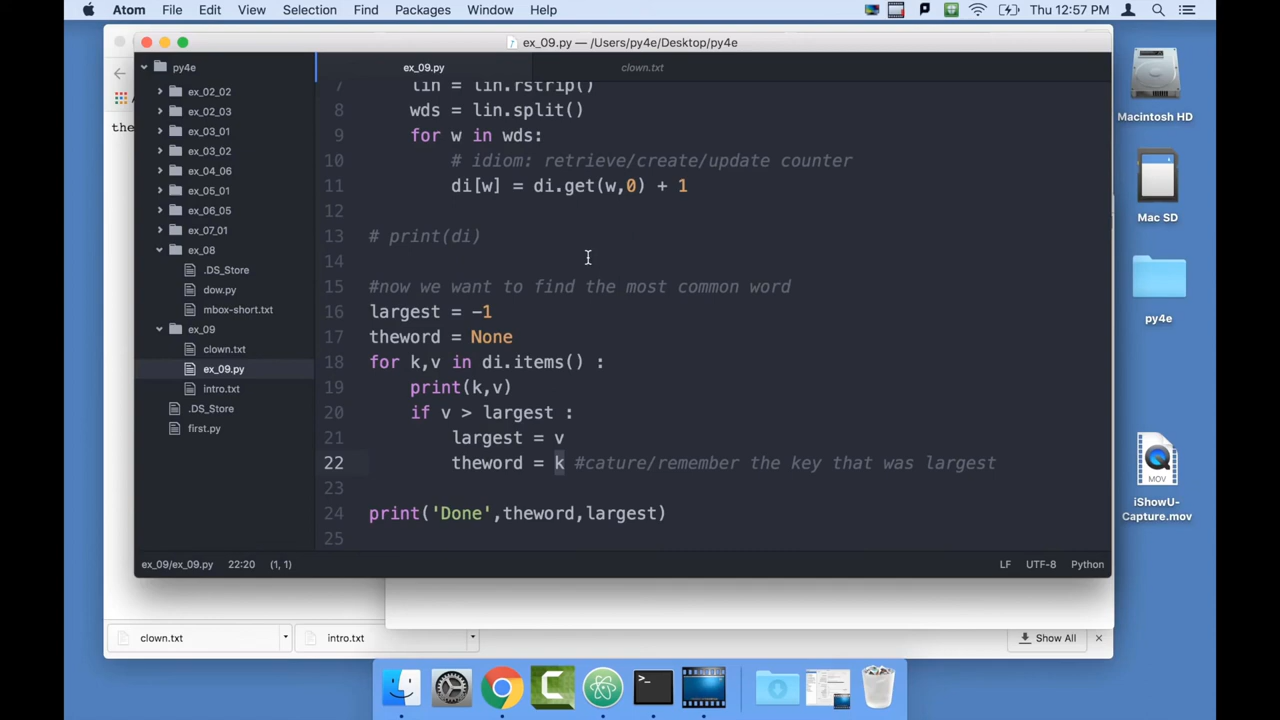 Atom File Edit View Selection Find Packages Window Help Thu 12:57 PM
ex_09.py — /Users/py4e/Desktop/py4e
py4e
ex_02_02
ex_02_03
ex_03_01
ex_03_02
ex_04_06
ex_05_01
ex_06_05
ex_07_01
ex_08
.DS_Store
dow.py
mbox-short.txt
ex_09
clown.txt
ex_09.py
intro.txt
.DS_Store
first.py
ex_09.py clown.txt
7 lin = lin.rstrip()
8 wds = lin.split()
9 for w in wds:
10 # idiom: retrieve/create/update counter
11 di[w] = di.get(w,0) + 1
12
13 # print(di)
14
15 #now we want to find the most common word
16 largest = -1
17 theword = None
18 for k,v in di.items() :
19 print(k,v)
20 if v > largest :
21 largest = v
22 theword = k #cature/remember the key that was largest
23
24 print('Done',theword,largest)
25
ex_09/ex_09.py 22:20 (1, 1) LF UTF-8 Python
the
clown.txt intro.txt Show All
Macintosh HD
Mac SD
py4e
MOV
iShowU-
Capture.mov